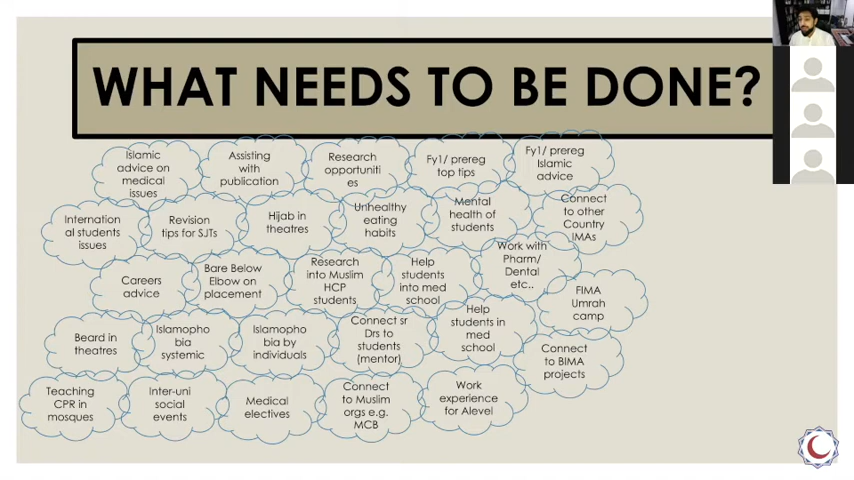 WHAT NEEDS TO BE DONE?
Islamic
advice on
medical
issues
Assisting
with
publication
Research
opportuniti
es
Fy1/ prereg
top tips
Fy1/ prereg
Islamic
advice
Internation
al students
issues
Revision
tips for SJTs
Hijab in
theatres
Unhealthy
eating
habits
Mental
health of
students
Connect
to other
Country
IMAs
Careers
advice
Bare Below
Elbow on
placement
Research
into Muslim
HCP
students
Help
students
into med
school
Work with
Pharm/
Dental
etc..
FIMA
Umrah
camp
Beard in
theatres
Islamopho
bia
systemic
Islamopho
bia by
individuals
Connect sr
Drs to
students
(mentor)
Help
students in
med
school
Connect
to BIMA
projects
Teaching
CPR in
mosques
Inter-uni
social
events
Medical
electives
Connect
to Muslim
orgs e.g.
MCB
Work
experience
for Alevel